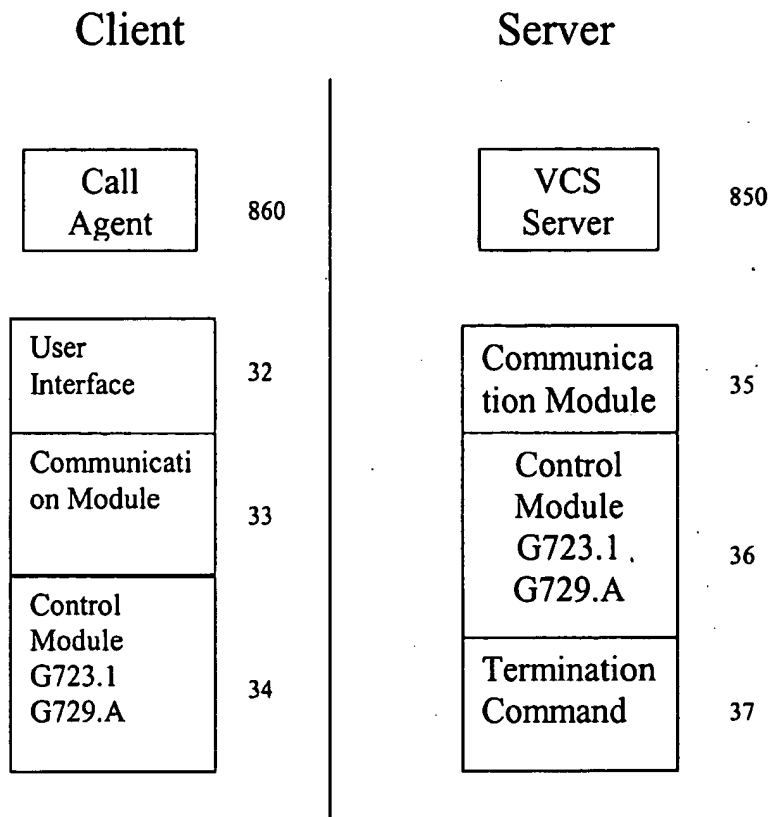 Client
Server
Call
Agent
860
VCS
Server
850
User
Interface
32
Communicati
on Module
33
Control
Module
G723.1
G729.A
34
Communica
tion Module
35
Control
Module
G723.1
G729.A
36
Termination
Command
37